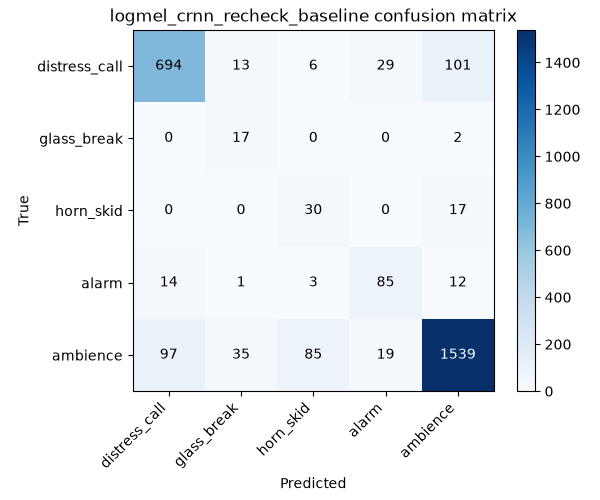 logmel_crnn_recheck_baseline confusion matrix
distress_call 694 13 6 29 101
glass_break 0 17 0 0 2
horn_skid 0 0 30 0 17
alarm 14 1 3 85 12
ambience 97 35 85 19 1539
distress_call glass_break horn_skid alarm ambience
Predicted
True
1400
1200
1000
800
600
400
200
0